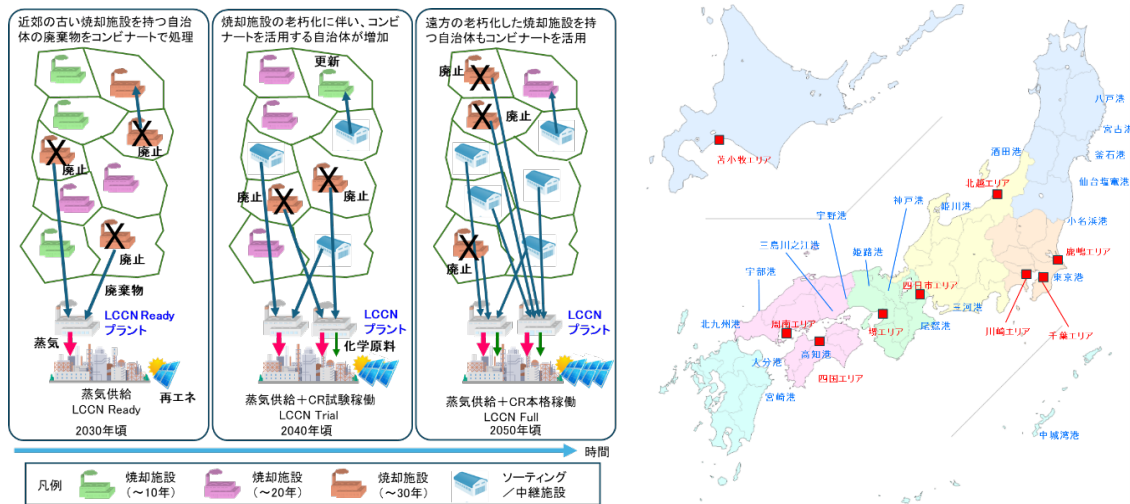 近郊の古い焼却施設を持つ自治
体の廃棄物をコンビナートで処理
廃止
廃止
廃止
廃棄物
LCCN Ready
プラント
蒸気
再エネ
蒸気供給
LCCN Ready
2030年頃
焼却施設の老朽化に伴い、コンビ
ナートを活用する自治体が増加
更新
廃止
廃止
LCCN
プラント
化学原料
蒸気供給+CR試験稼働
LCCN Trial
2040年頃
遠方の老朽化した焼却施設を持
つ自治体もコンビナートを活用
廃止
廃止
廃止
LCCN
プラント
蒸気供給+CR本格稼働
LCCN Full
2050年頃
時間
凡例
焼却施設
(~10年)
焼却施設
(~20年)
焼却施設
(~30年)
ソーティング
/中継施設
苫小牧エリア
八戸港
宮古港
釜石港
仙台塩竈港
酒田港
北越エリア
姫川港
小名浜港
鹿嶋エリア
東京港
神戸港
宇野港
三島川之江港
姫路港
宇部港
四日市エリア
三河港
川崎エリア
千葉エリア
北九州港
周南エリア
堺エリア
尾鷲港
大分港
高知港
四国エリア
宮崎港
中城湾港